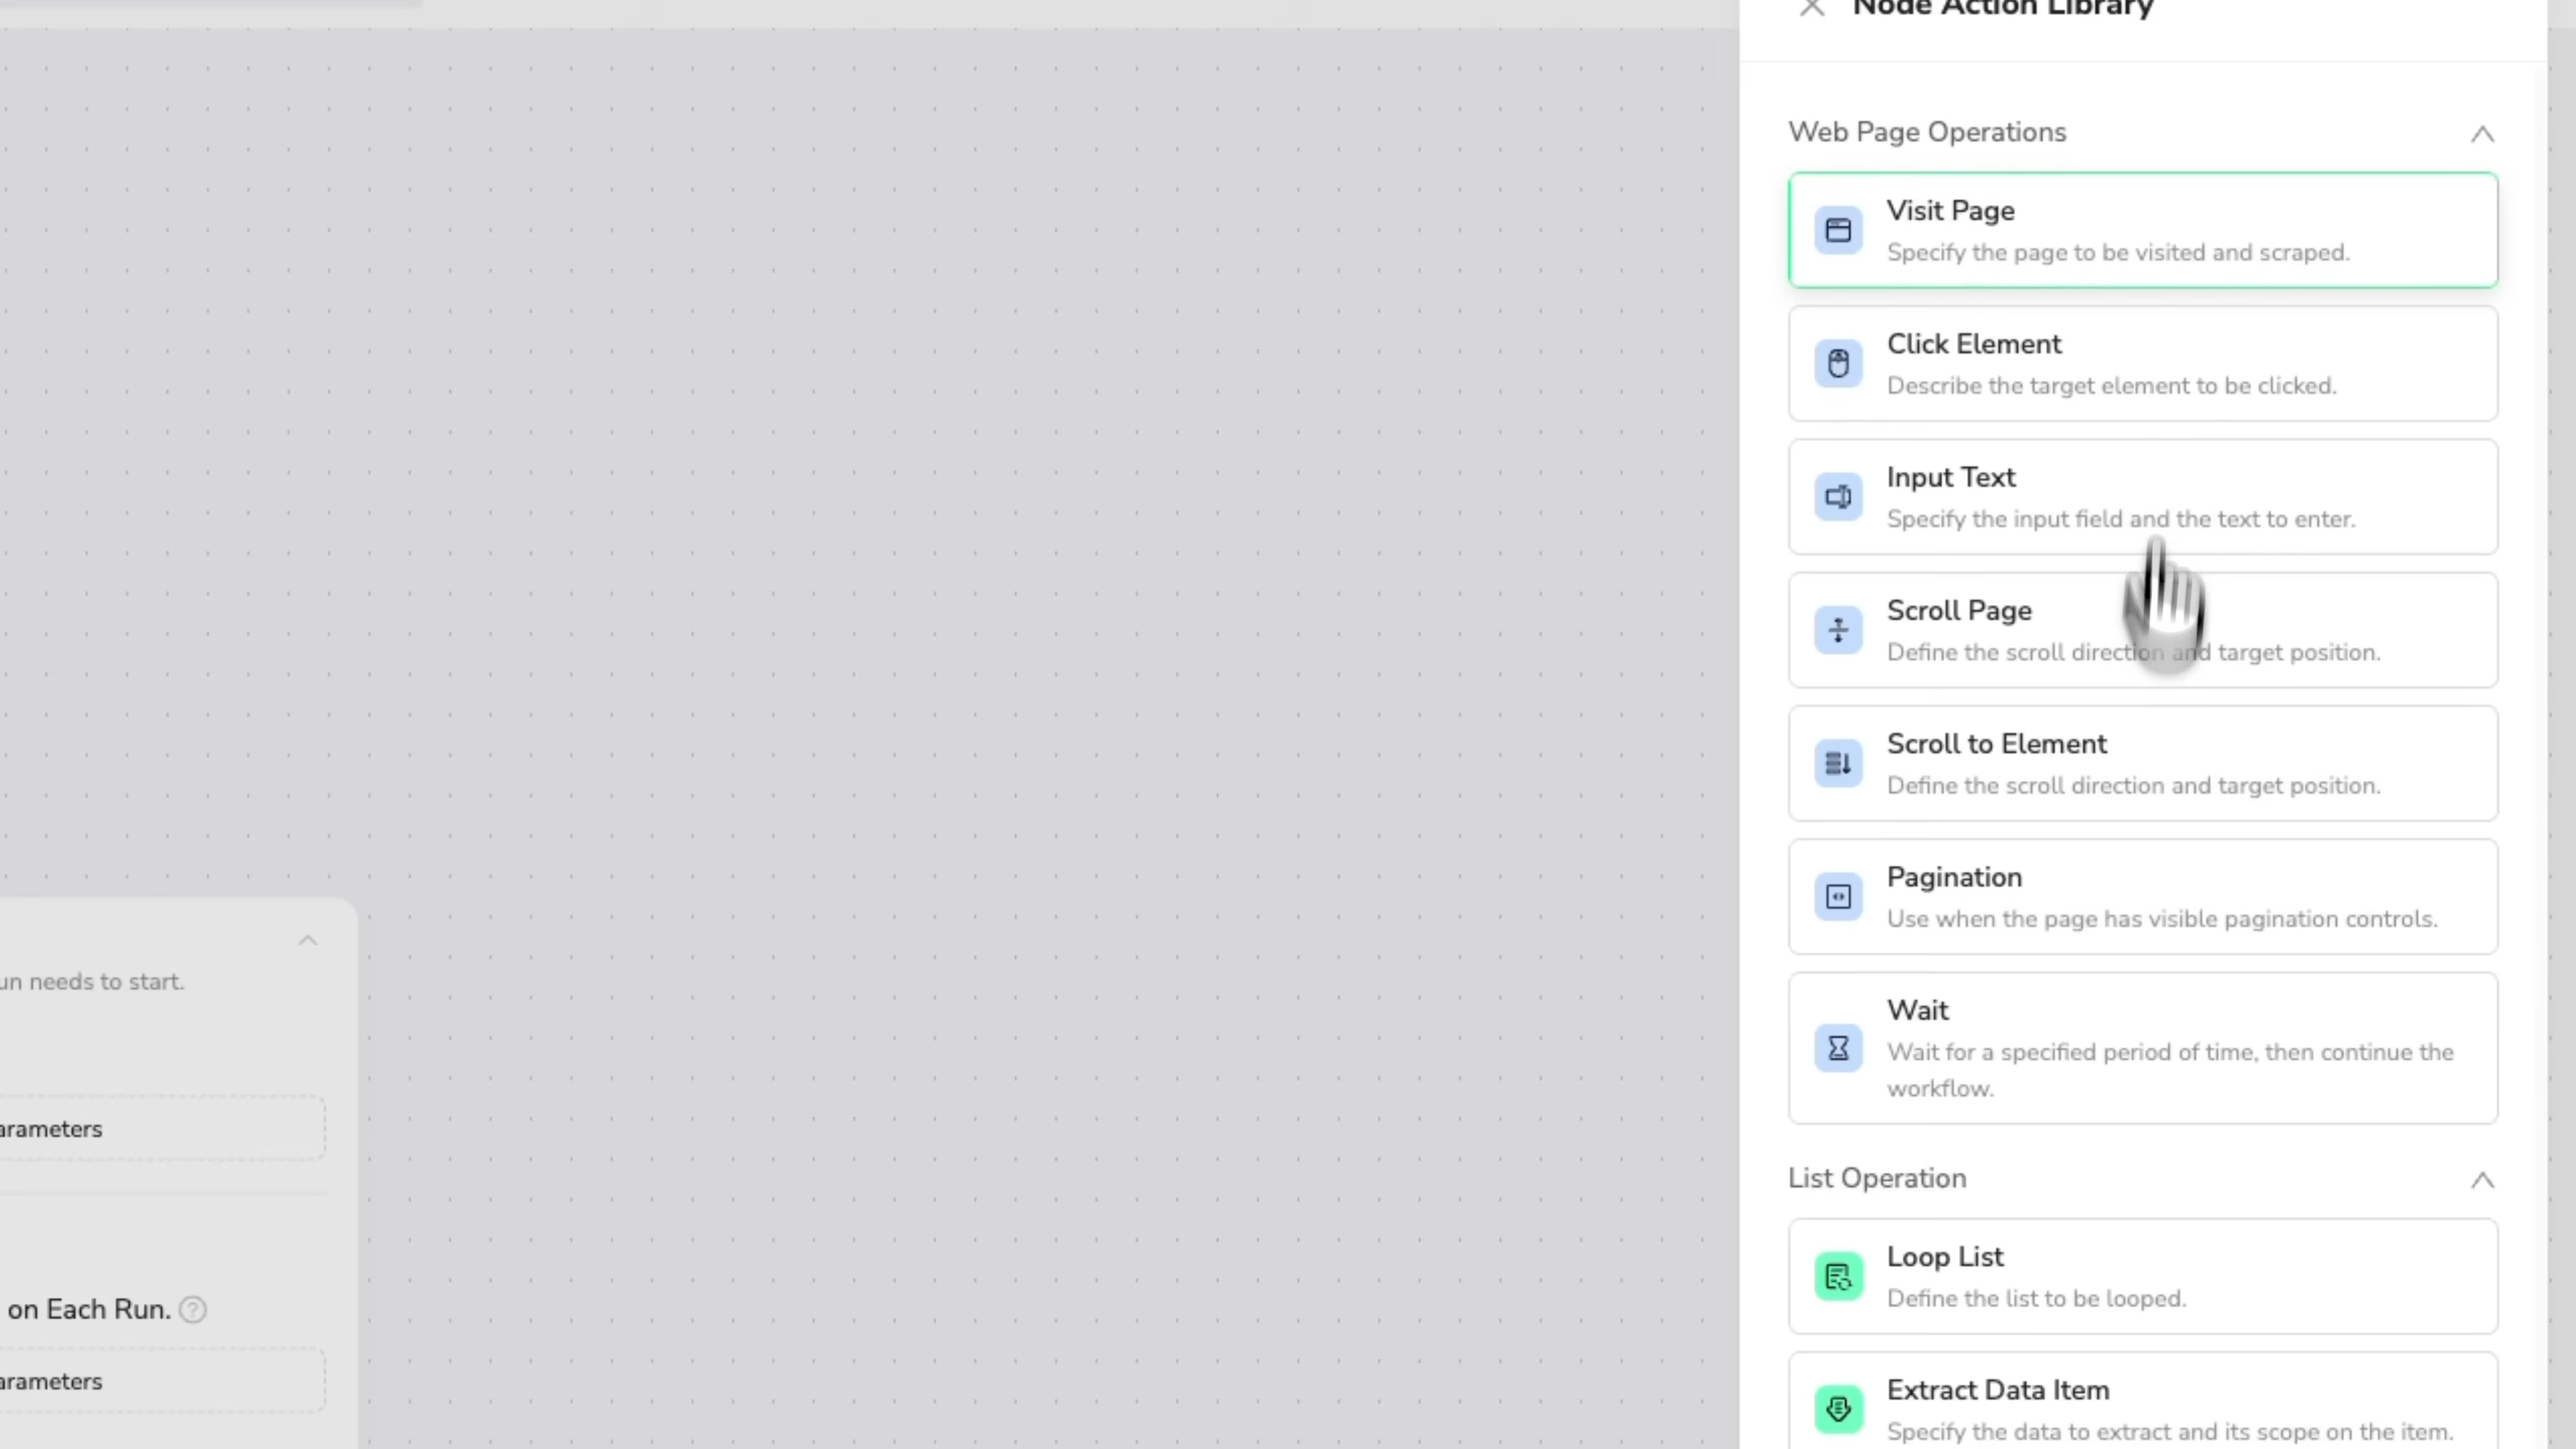 Node Action Library
Web Page Operations
Visit Page
Specify the page to be visited and scraped.
Click Element
Describe the target element to be clicked.
Input Text
Specify the input field and the text to enter.
Scroll Page
Define the scroll direction and target position.
Scroll to Element
Define the scroll direction and target position.
Pagination
Use when the page has visible pagination controls.
Wait
Wait for a specified period of time, then continue the
workflow.
List Operation
Loop List
Define the list to be looped.
Extract Data Item
Specify the data to extract and its scope on the item.
un needs to start.
arameters
on Each Run. ?
arameters